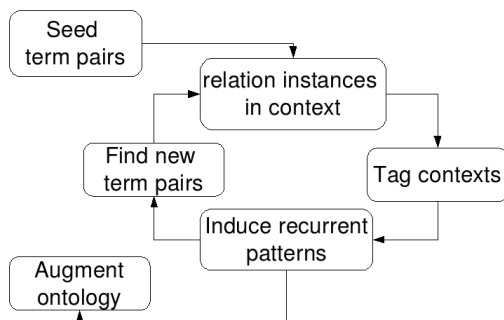 Seed
term pairs
relation instances
in context
Find new
term pairs
Tag contexts
Induce recurrent
patterns
Augment
ontology